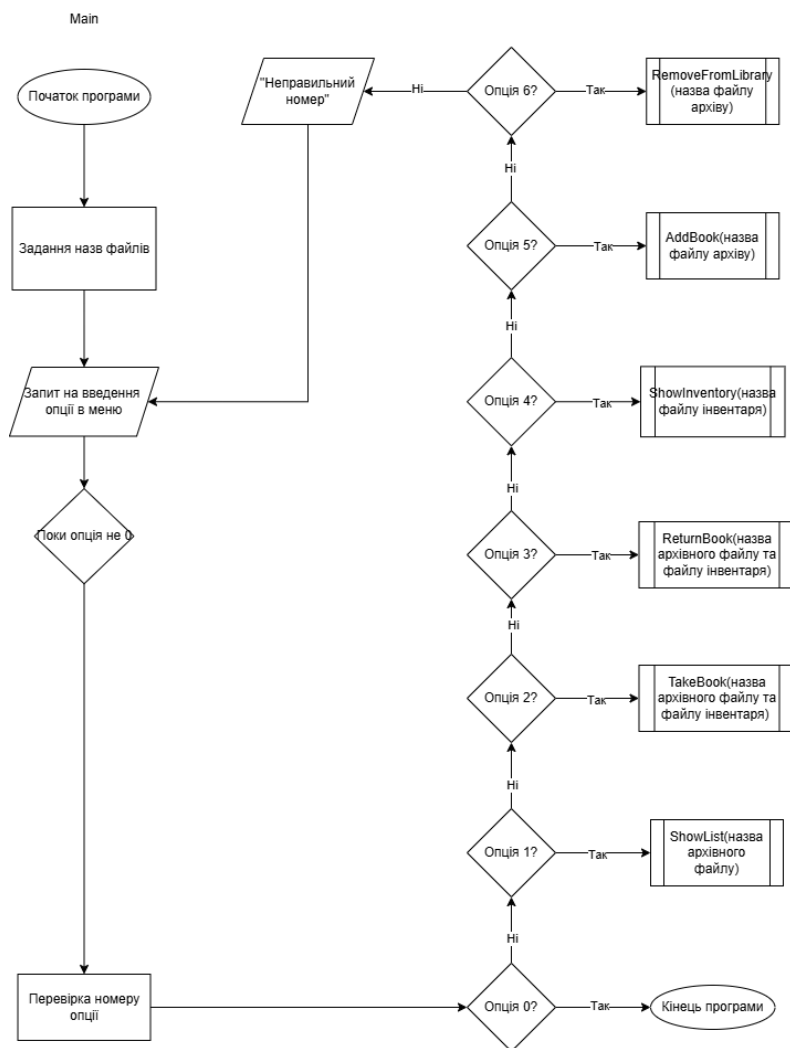 Main
Початок програми
"Неправильний
номер"
Ні
Опція 6?
Так
RemoveFromLibrary
(назва файлу
архіву)
Ні
Задання назв файлів
Опція 5?
Так
AddBook(назва
файлу архіву)
Ні
Запит на введення
опції в меню
Опція 4?
Так
ShowInventory(назва
файлу інвентаря)
Ні
Поки опція не 0
Опція 3?
Так
ReturnBook(назва
архівного файлу та
файлу інвентаря)
Ні
Опція 2?
Так
TakeBook(назва
архівного файлу та
файлу інвентаря)
Ні
Опція 1?
Так
ShowList(назва
архівного
файлу)
Ні
Перевірка номеру
опції
Опція 0?
Так
Кінець програми